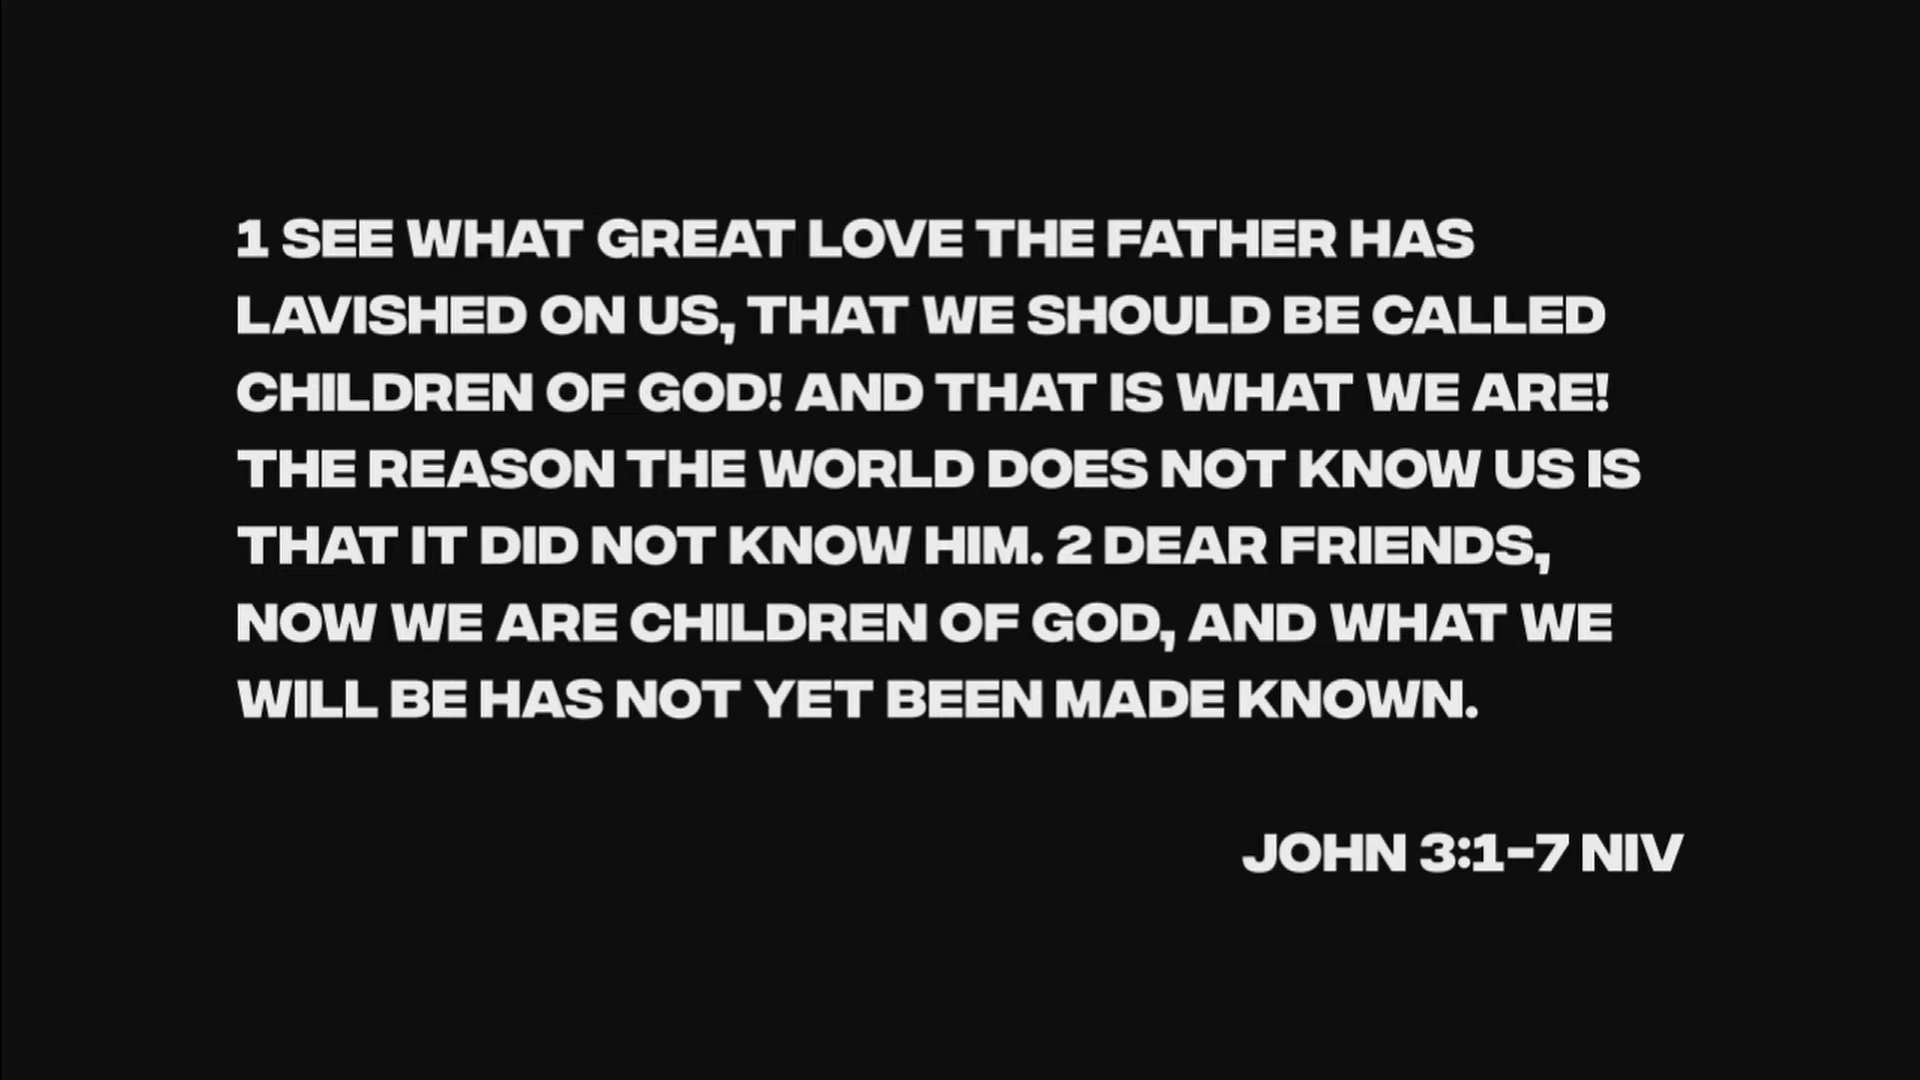 1 SEE WHAT GREAT LOVE THE FATHER HAS
LAVISHED ON US, THAT WE SHOULD BE CALLED
CHILDREN OF GOD! AND THAT IS WHAT WE ARE!
THE REASON THE WORLD DOES NOT KNOW US IS
THAT IT DID NOT KNOW HIM. 2 DEAR FRIENDS,
NOW WE ARE CHILDREN OF GOD, AND WHAT WE
WILL BE HAS NOT YET BEEN MADE KNOWN.
JOHN 3:1–7 NIV